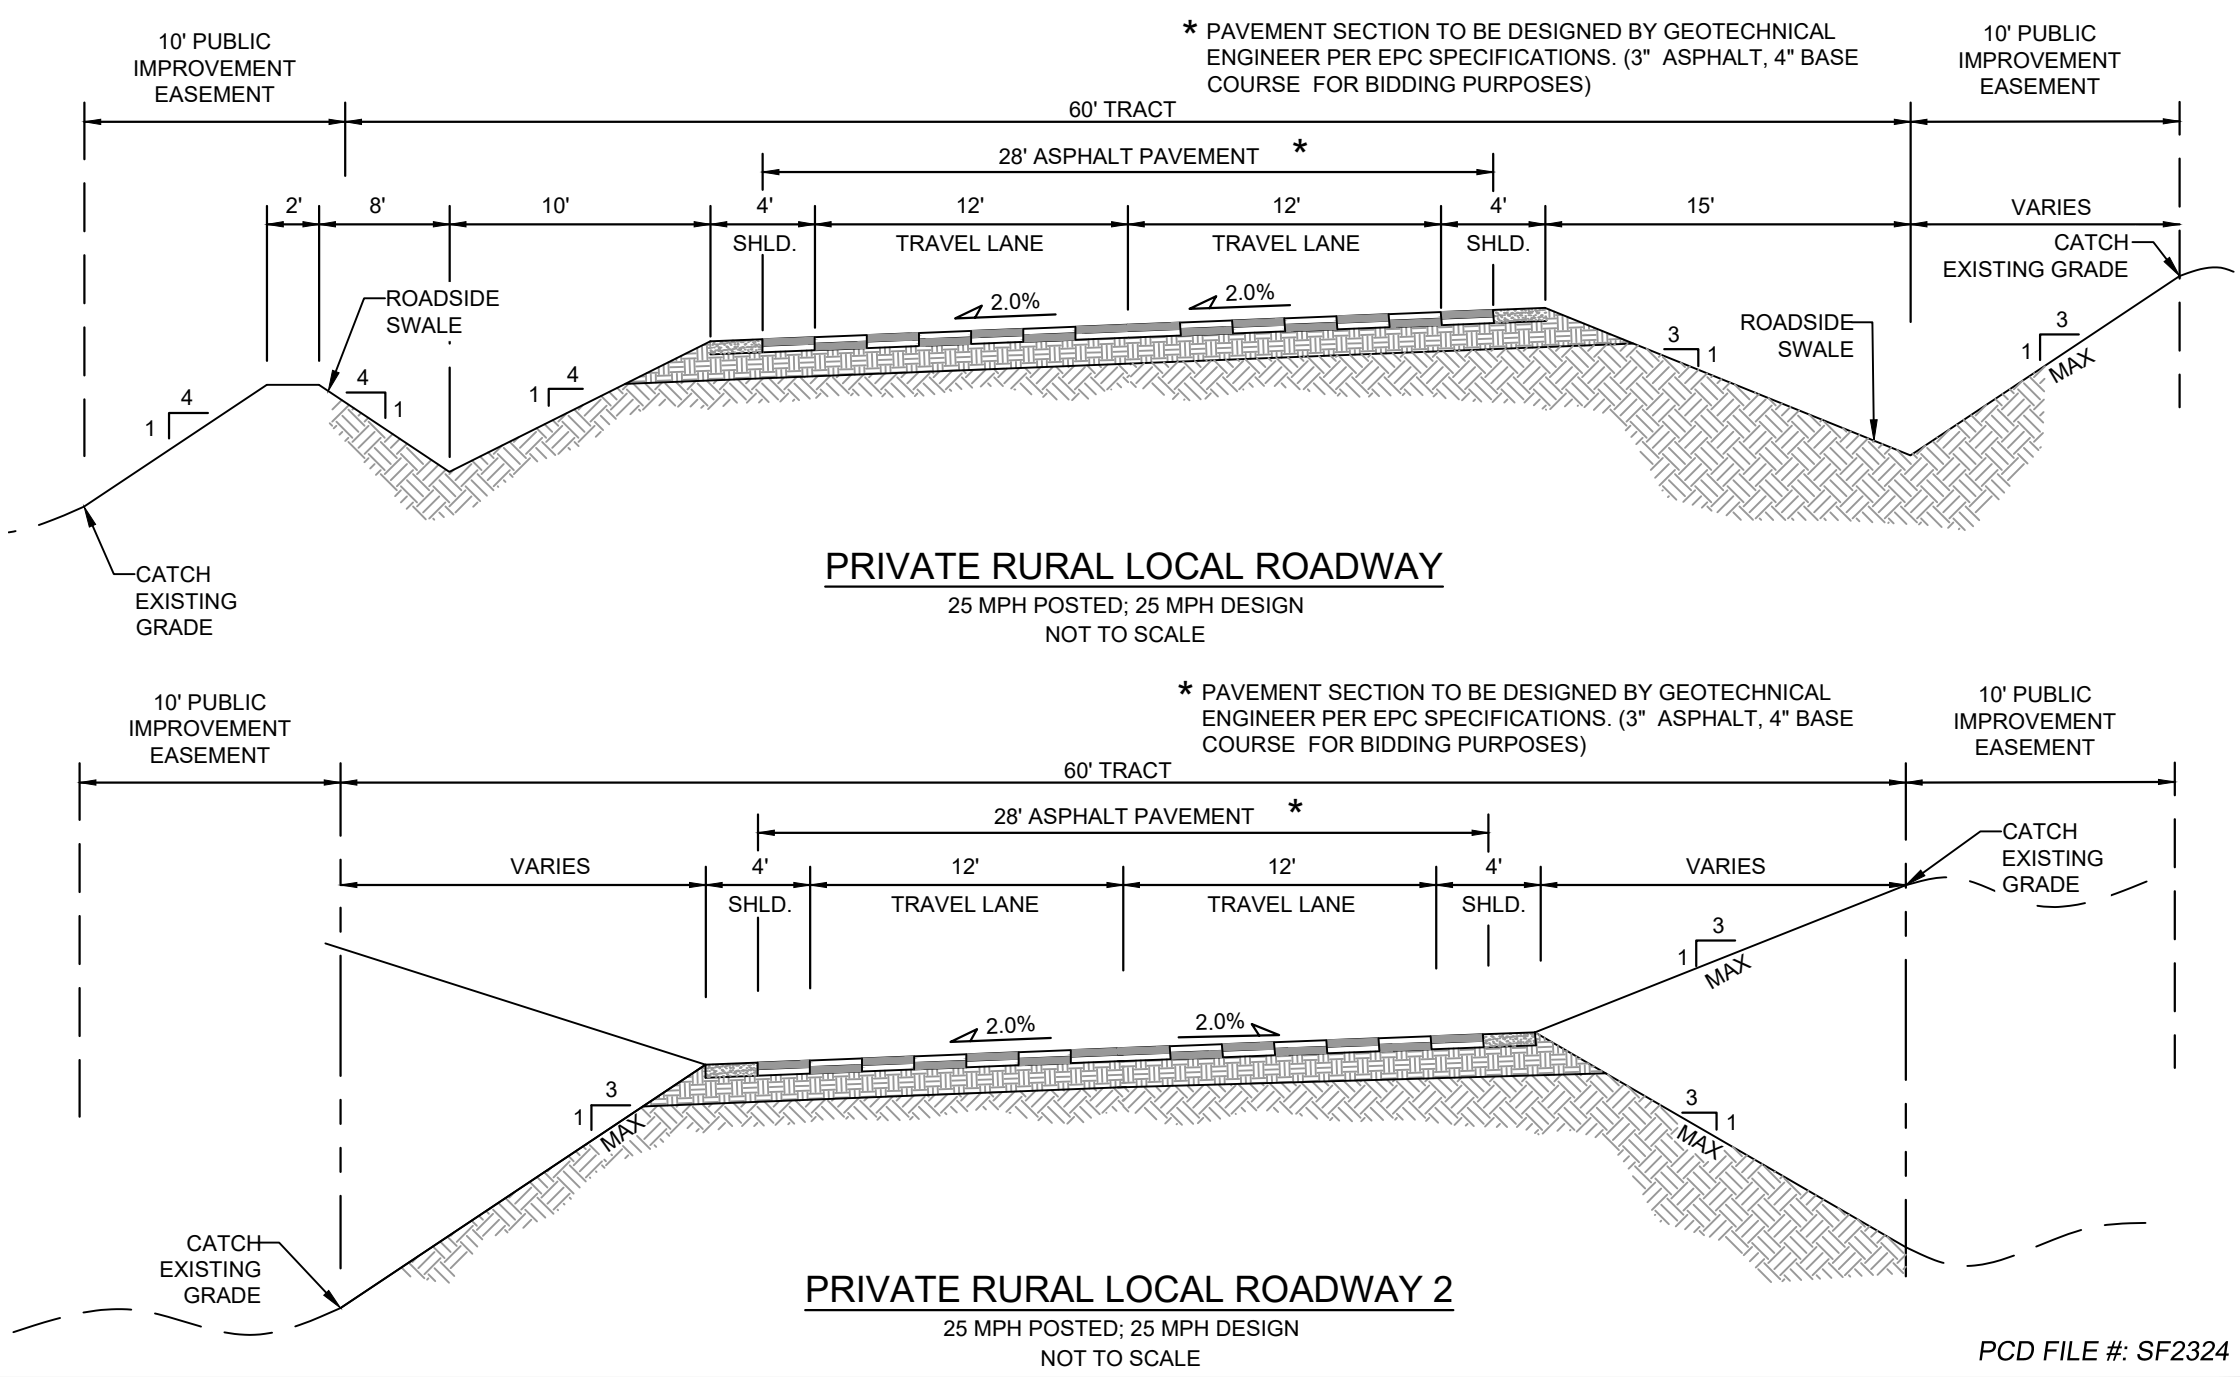 * PAVEMENT SECTION TO BE DESIGNED BY GEOTECHNICAL
ENGINEER PER EPC SPECIFICATIONS. (3" ASPHALT, 4" BASE
COURSE FOR BIDDING PURPOSES)
10' PUBLIC
IMPROVEMENT
EASEMENT
10' PUBLIC
IMPROVEMENT
EASEMENT
60' TRACT
28' ASPHALT PAVEMENT *
2'
8'
10'
4'
12'
12'
4'
15'
VARIES
SHLD.
TRAVEL LANE
TRAVEL LANE
SHLD.
CATCH
EXISTING GRADE
ROADSIDE
SWALE
2.0%
2.0%
ROADSIDE
SWALE
3
1
3
1
MAX
4
1
4
1
4
1
CATCH
EXISTING
GRADE
PRIVATE RURAL LOCAL ROADWAY
25 MPH POSTED; 25 MPH DESIGN
NOT TO SCALE
* PAVEMENT SECTION TO BE DESIGNED BY GEOTECHNICAL
ENGINEER PER EPC SPECIFICATIONS. (3" ASPHALT, 4" BASE
COURSE FOR BIDDING PURPOSES)
10' PUBLIC
IMPROVEMENT
EASEMENT
10' PUBLIC
IMPROVEMENT
EASEMENT
60' TRACT
28' ASPHALT PAVEMENT *
VARIES
4'
12'
12'
4'
VARIES
SHLD.
TRAVEL LANE
TRAVEL LANE
SHLD.
CATCH
EXISTING
GRADE
3
1
MAX
2.0%
2.0%
3
1
MAX
3
1
MAX
CATCH
EXISTING
GRADE
PRIVATE RURAL LOCAL ROADWAY 2
25 MPH POSTED; 25 MPH DESIGN
NOT TO SCALE
PCD FILE #: SF2324